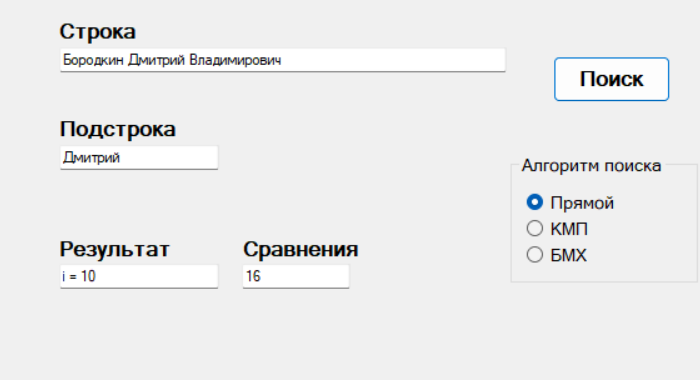 Строка
Бородкин Дмитрий Владимирович
Поиск
Подстрока
Дмитрий
Алгоритм поиска
Прямой
КМП
БМХ
Результат
Сравнения
i = 10
16